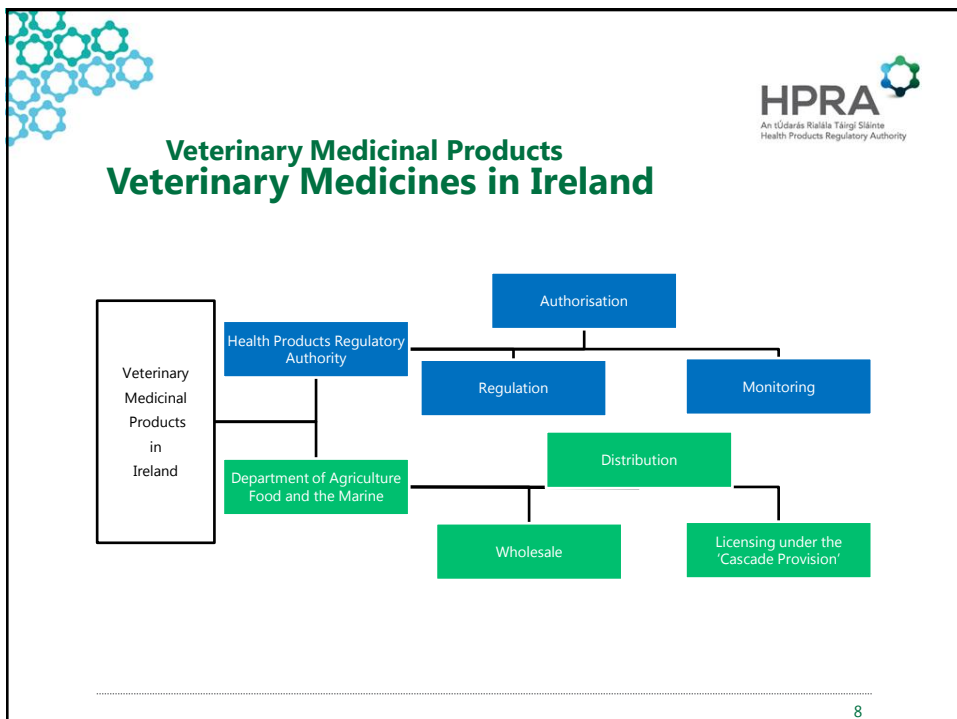 HPRA
An tÚdarás Rialála Táirgí Sláinte
Health Products Regulatory Authority
Veterinary Medicinal Products
Veterinary Medicines in Ireland
Veterinary
Medicinal
Products
in
Ireland
Health Products Regulatory
Authority
Authorisation
Regulation
Monitoring
Department of Agriculture
Food and the Marine
Distribution
Wholesale
Licensing under the
‘Cascade Provision’
8